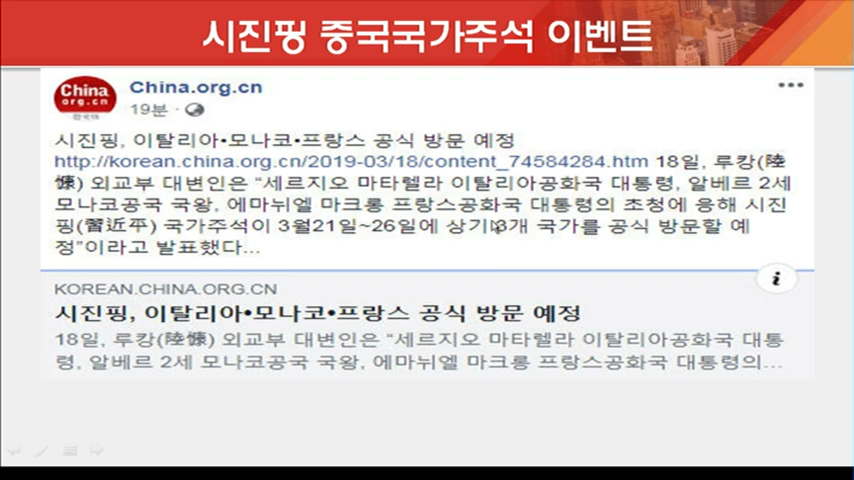 시진핑 중국국가주석 이벤트
China
org.cn
한국어
China.org.cn
19분 ·
시진핑, 이탈리아•모나코•프랑스 공식 방문 예정
http://korean.china.org.cn/2019-03/18/content_74584284.htm 18일, 루캉(陸
慷) 외교부 대변인은 “세르지오 마타렐라 이탈리아공화국 대통령, 알베르 2세
모나코공국 국왕, 에마뉘엘 마크롱 프랑스공화국 대통령의 초청에 응해 시진
핑(習近平) 국가주석이 3월21일~26일에 상기 3개 국가를 공식 방문할 예
정”이라고 발표했다...
KOREAN.CHINA.ORG.CN
시진핑, 이탈리아•모나코•프랑스 공식 방문 예정
18일, 루캉(陸慷) 외교부 대변인은 “세르지오 마타렐라 이탈리아공화국 대통
령, 알베르 2세 모나코공국 국왕, 에마뉘엘 마크롱 프랑스공화국 대통령의...